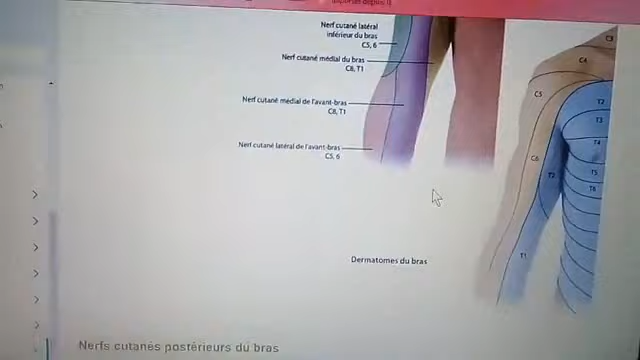 Nerf cutané latéral
inférieur du bras
C5, 6
Nerf cutané médial du bras
C8, T1
Nerf cutané médial de l'avant-bras
C8, T1
Nerf cutané latéral de l'avant-bras
C5, 6
C3
C4
C5
T2
T3
T4
C6
T5
T2
T6
T1
Dermatomes du bras
Nerfs cutanés postérieurs du bras